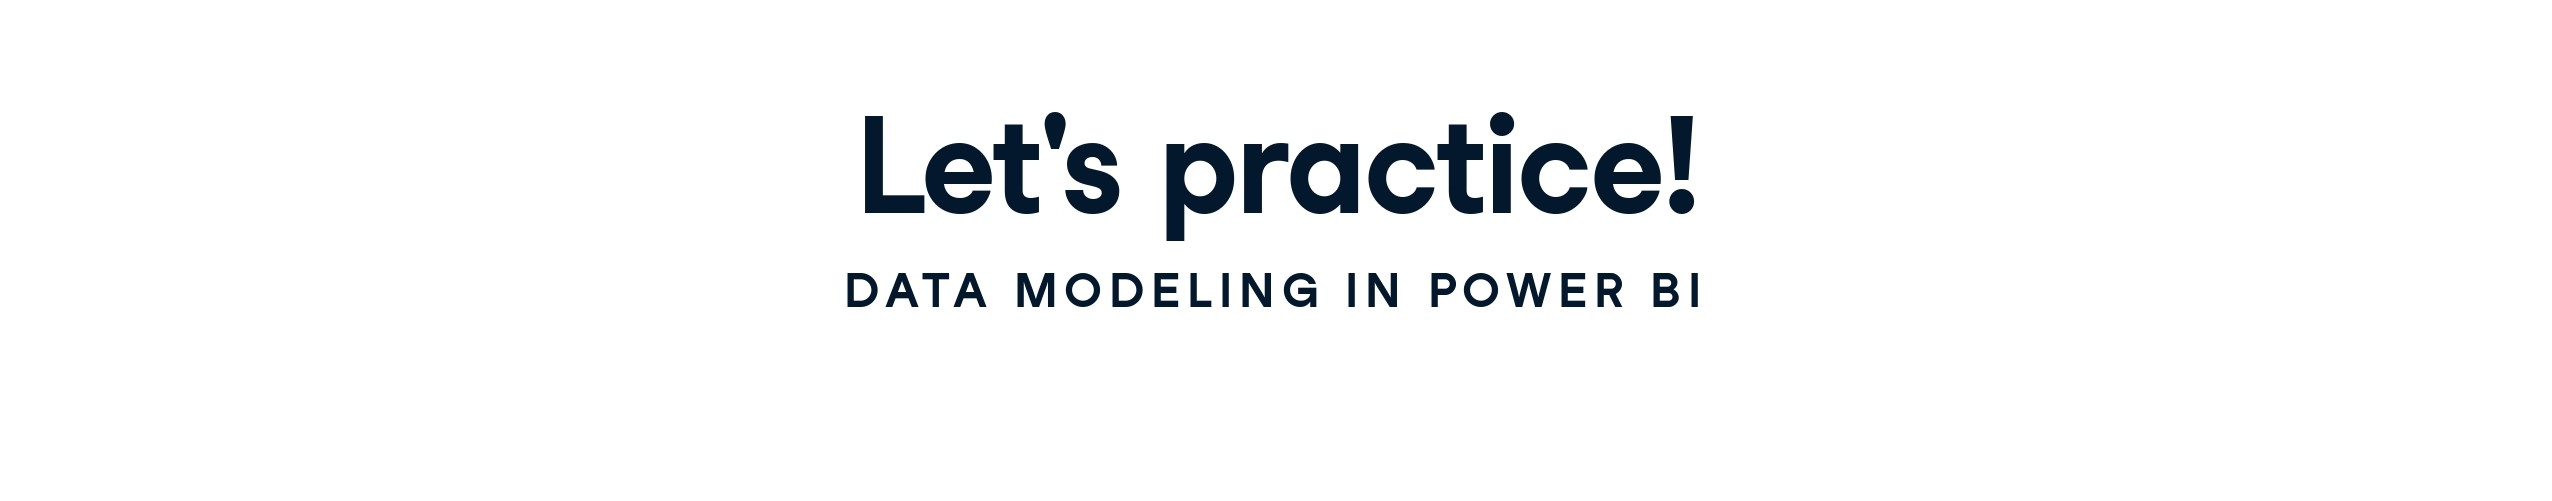 Let's practice!
DATA MODELING IN POWER BI